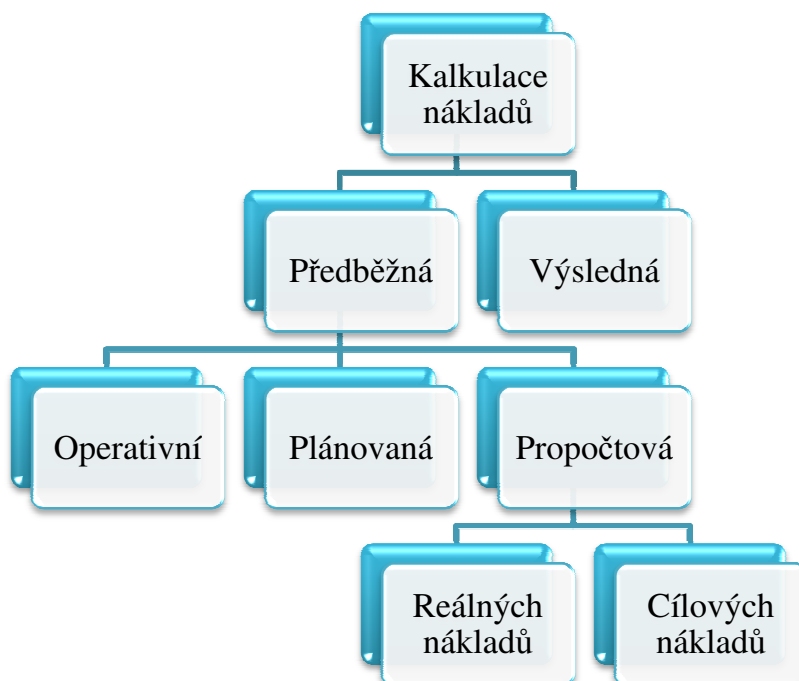 Kalkulace
nákladů
Předběžná
Výsledná
Operativní
Plánovaná
Propočtová
Reálných
nákladů
Cílových
nákladů